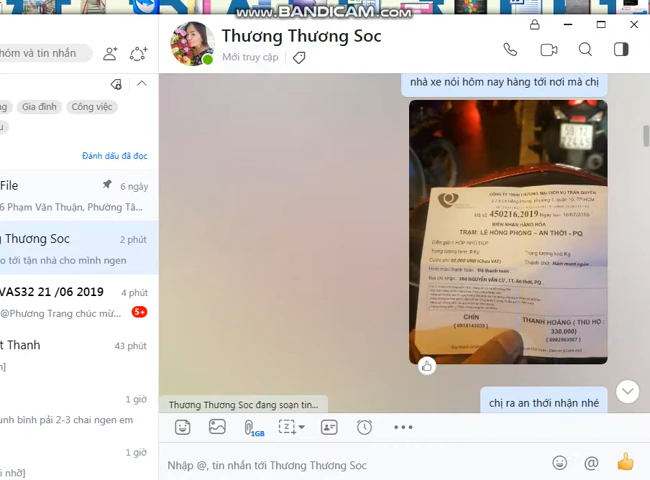 www.BANDICAM.com
Thương Thương Soc
Mới truy cập
hóm và tin nhắn
Gia đình
Công việc
Đánh dấu đã đọc
File
6 ngày
6 Phạm Văn Thuận, Phường Tâ...
g Thương Soc
2 phút
o tới tận nhà cho mình ngen
VAS32 21 /06 2019
4 phút
@Phương Trang chúc mừ...
5+
t Thanh
43 phút
n]
1 giờ
unh bình pải 2-3 chai ngen em
1 giờ
i nhỡ]
nhà xe nói hôm nay hàng tới nơi mà chị
450216,2019
BIÊN NHẬN HÀNG HÓA
TRẠM: LÊ HỒNG PHONG – AN THỚI - PQ
CHÍN
THANH HOÀNG ( THU HỘ :
330,000)
chị ra an thới nhận nhé
Thương Thương Soc đang soạn tin...
1GB
Nhập @, tin nhắn tới Thương Thương Soc